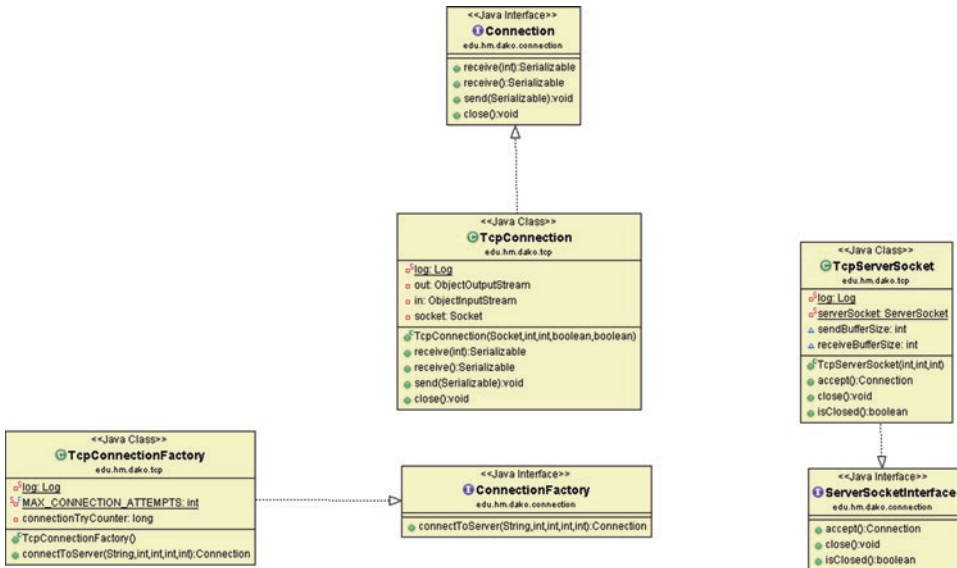 <<Java Interface>>
Connection
edu.hm.dako.connection
receive(int):Serializable
receive():Serializable
send(Serializable):void
close():void
<<Java Class>>
TcpConnection
edu.hm.dako.tcp
log: Log
out: ObjectOutputStream
in: ObjectInputStream
socket: Socket
TcpConnection(Socket,int,int,boolean,boolean)
receive(int):Serializable
receive():Serializable
send(Serializable):void
close():void
<<Java Class>>
TcpServerSocket
edu.hm.dako.tcp
log: Log
serverSocket: ServerSocket
sendBufferSize: int
receiveBufferSize: int
TcpServerSocket(int,int,int)
accept():Connection
close():void
isClosed():boolean
<<Java Class>>
TcpConnectionFactory
edu.hm.dako.tcp
log: Log
MAX_CONNECTION_ATTEMPTS: int
connectionTryCounter: long
TcpConnectionFactory()
connectToServer(String,int,int,int,int):Connection
<<Java Interface>>
ConnectionFactory
edu.hm.dako.connection
connectToServer(String,int,int,int,int):Connection
<<Java Interface>>
ServerSocketInterface
edu.hm.dako.connection
accept():Connection
close():void
isClosed():boolean